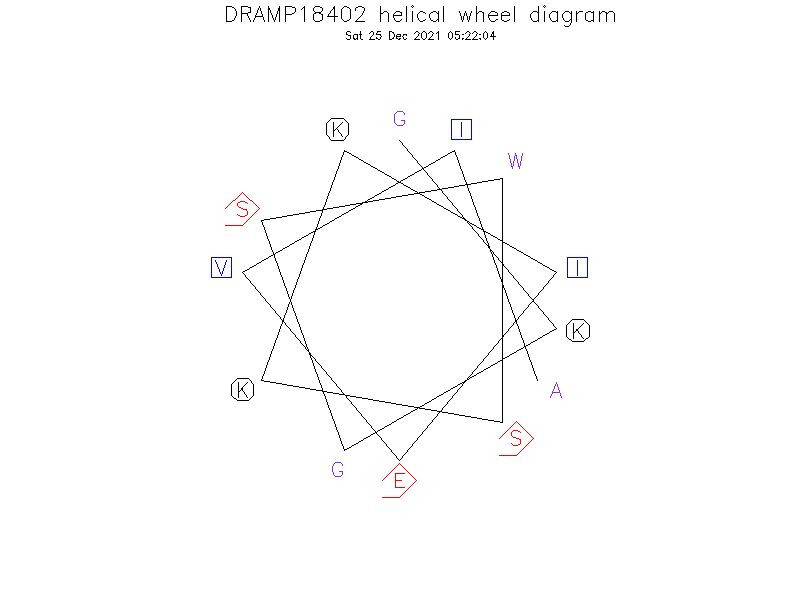 DRAMP18402 helical wheel diagram
Sat 25 Dec 2021 05:22:04
K G I
W
S
V I
K
K A
S
G E